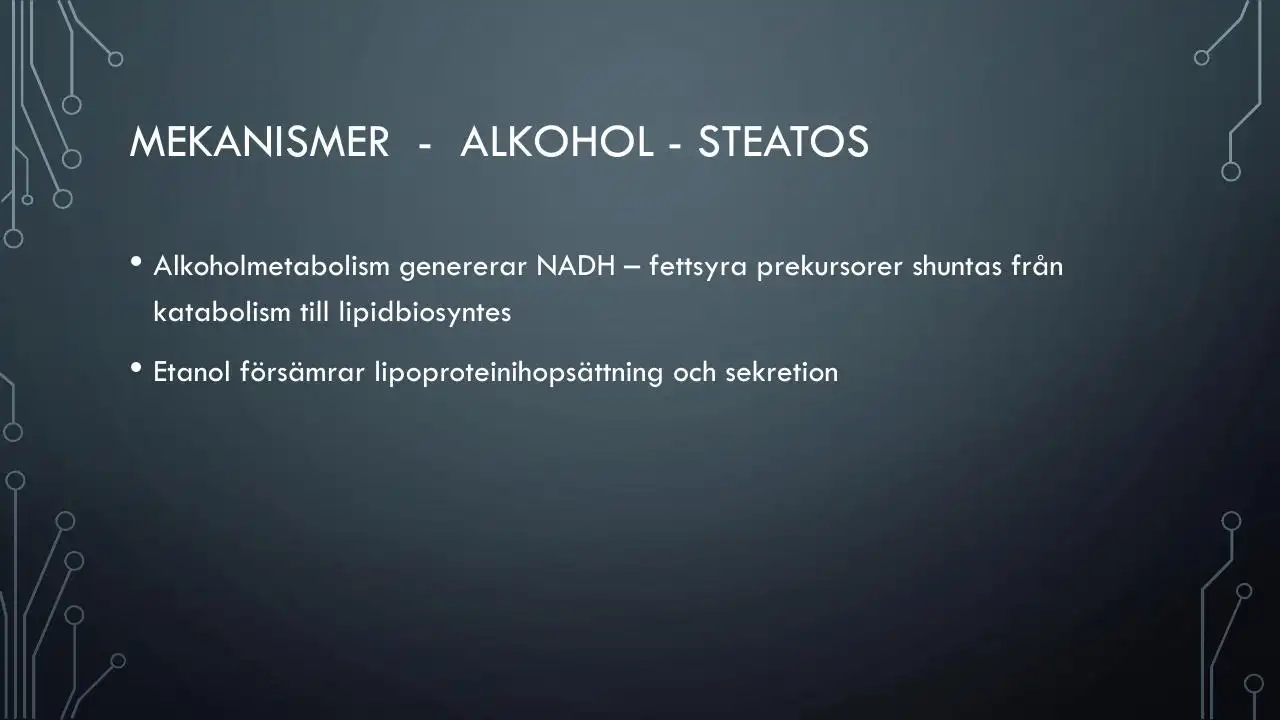 MEKANISMER - ALKOHOL - STEATOS
• Alkoholmetabolism genererar NADH – fettsyra prekursorer shuntas från
katabolism till lipidbiosyntes
• Etanol försämrar lipoproteinihopsättning och sekretion